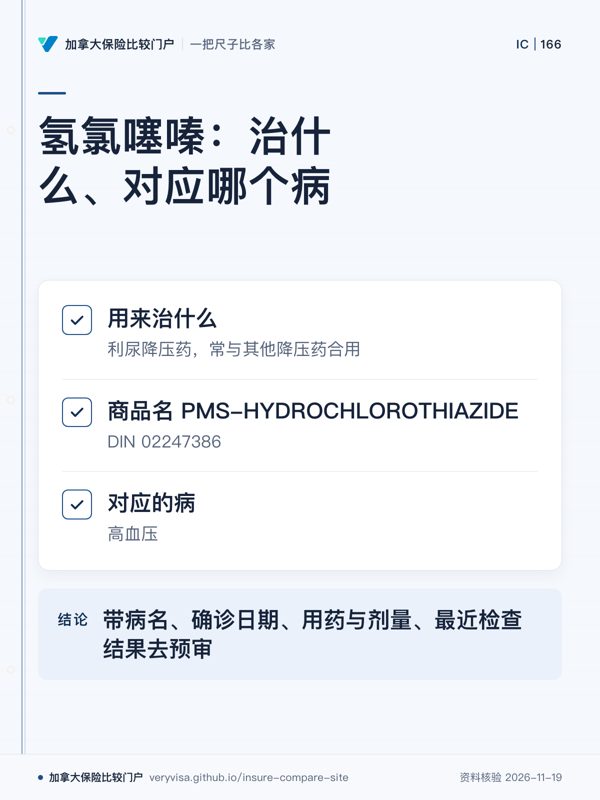 加拿大保险比较门户 | 一把尺子比各家
IC | 166
氢氯噻嗪：治什
么、对应哪个病
用来治什么
利尿降压药，常与其他降压药合用
商品名 PMS-HYDROCHLOROTHIAZIDE
DIN 02247386
对应的病
高血压
结论 带病名、确诊日期、用药与剂量、最近检查
结果去预审
加拿大保险比较门户 veryvisa.github.io/insure-compare-site
资料核验 2026-11-19